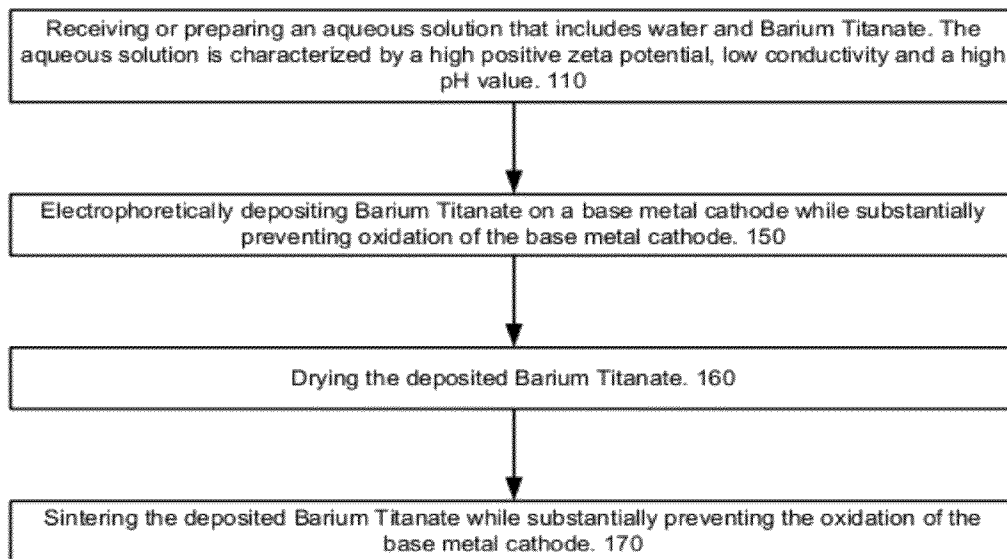 Receiving or preparing an aqueous solution that includes water and Barium Titanate. The
aqueous solution is characterized by a high positive zeta potential, low conductivity and a high
pH value. 110
Electrophoretically depositing Barium Titanate on a base metal cathode while substantially
preventing oxidation of the base metal cathode. 150
Drying the deposited Barium Titanate. 160
Sintering the deposited Barium Titanate while substantially preventing the oxidation of the
base metal cathode. 170